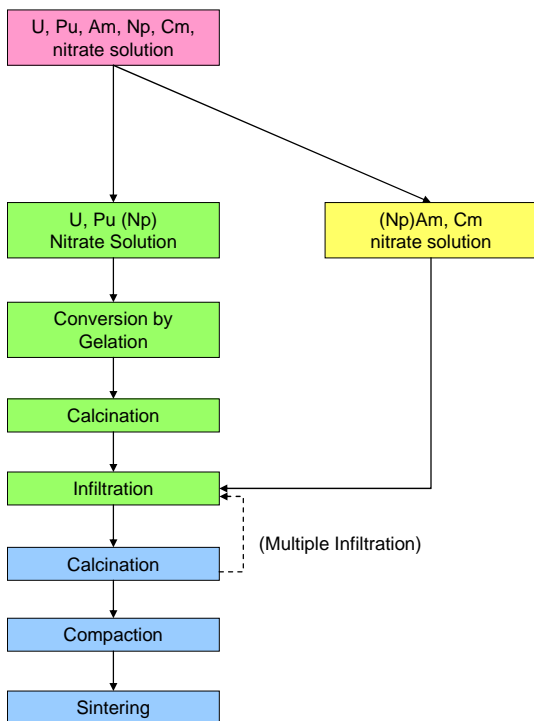 U, Pu, Am, Np, Cm,
nitrate solution
U, Pu (Np)
Nitrate Solution
(Np)Am, Cm
nitrate solution
Conversion by
Gelation
Calcination
Infiltration
(Multiple Infiltration)
Calcination
Compaction
Sintering